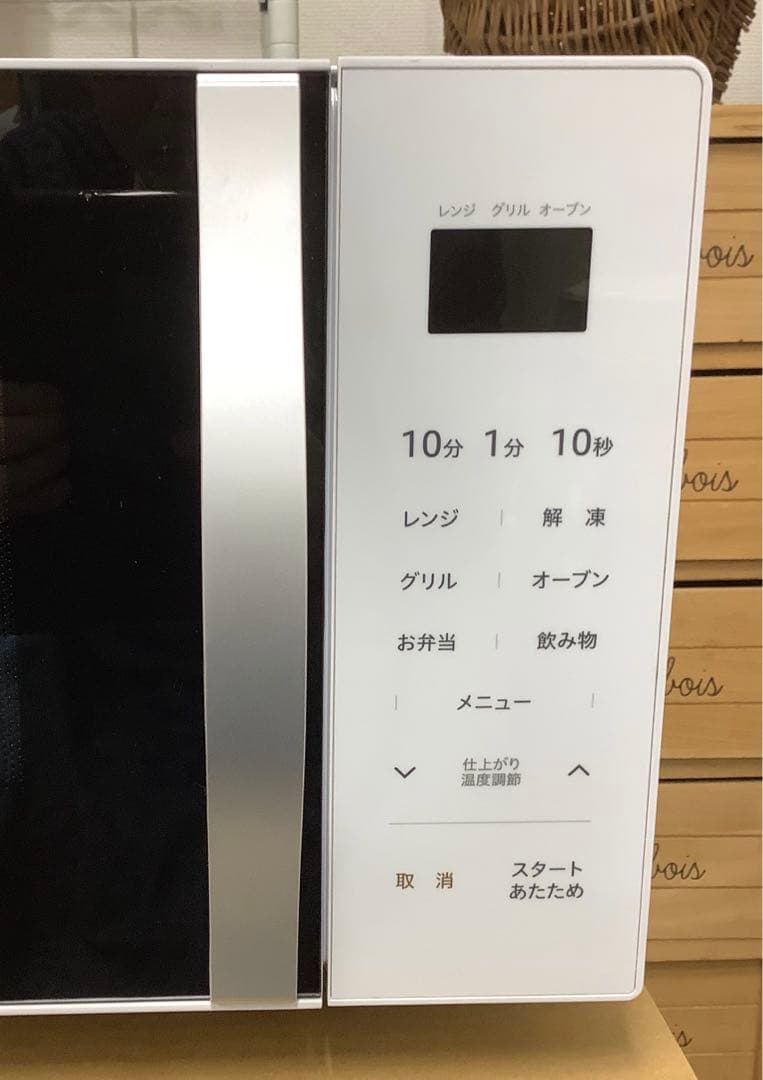 レンジ グリル オーブン
10分 1分 10秒
レンジ 解 凍
グリル オーブン
お弁当 飲み物
メニュー
仕上がり
温度調節
取 消
スタート
あたため
bois
bois
bois
bois
is